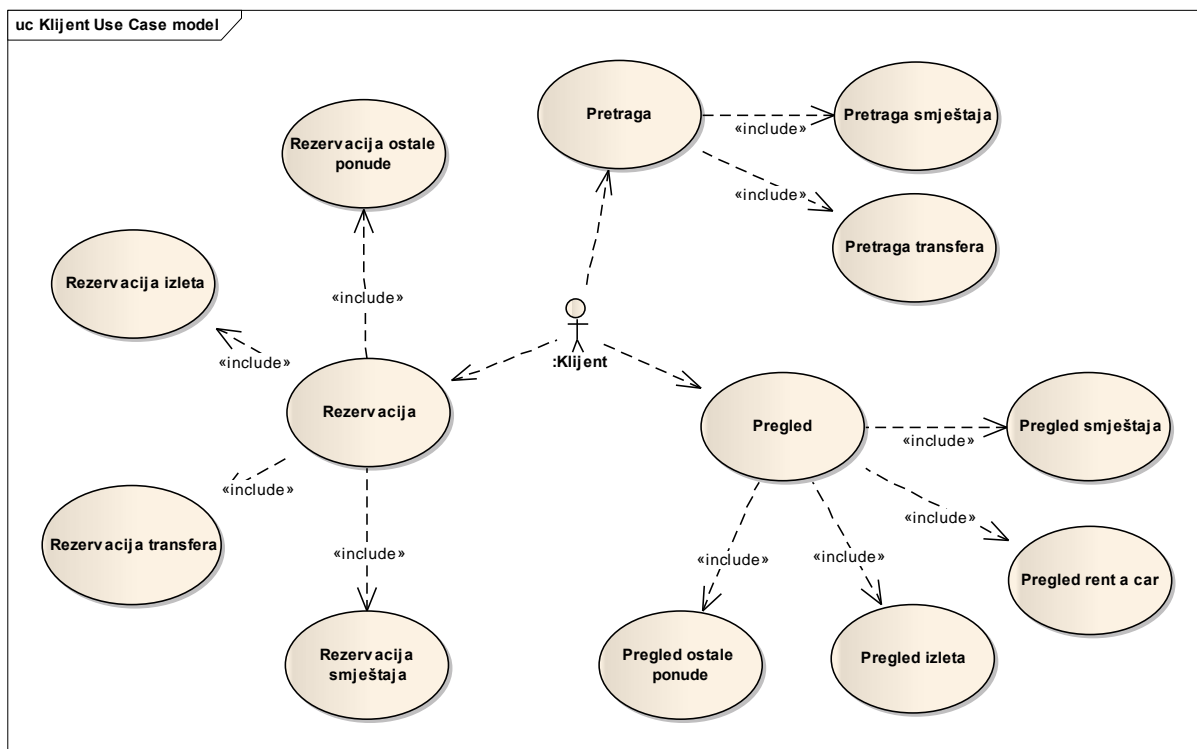 uc Klijent Use Case model
Pretraga
Pretraga smještaja
«include»
Rezervacija ostale
ponude
«include»
Pretraga transfera
Rezervacija izleta
«include»
:Klijent
«include»
Rezervacija
Pregled
Pregled smještaja
«include»
«include»
«include»
Rezervacija transfera
«include»
«include»
«include»
Pregled rent a car
Rezervacija
smještaja
Pregled ostale
ponude
Pregled izleta